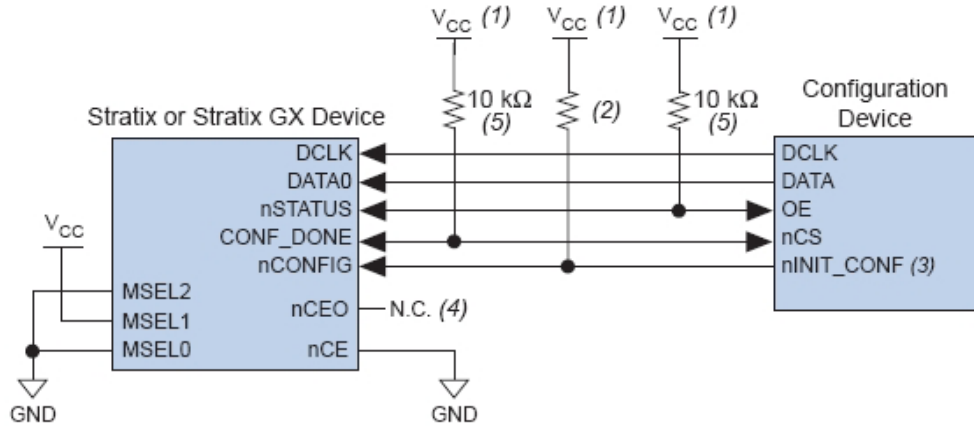 VCC (1)
VCC (1)
VCC (1)
10 kΩ
(5)
(2)
10 kΩ
(5)
Stratix or Stratix GX Device
Configuration
Device
DCLK
DATA0
nSTATUS
CONF_DONE
nCONFIG
nCEO
nCE
VCC
MSEL2
MSEL1
MSEL0
N.C. (4)
DCLK
DATA
OE
nCS
nINIT_CONF (3)
GND
GND